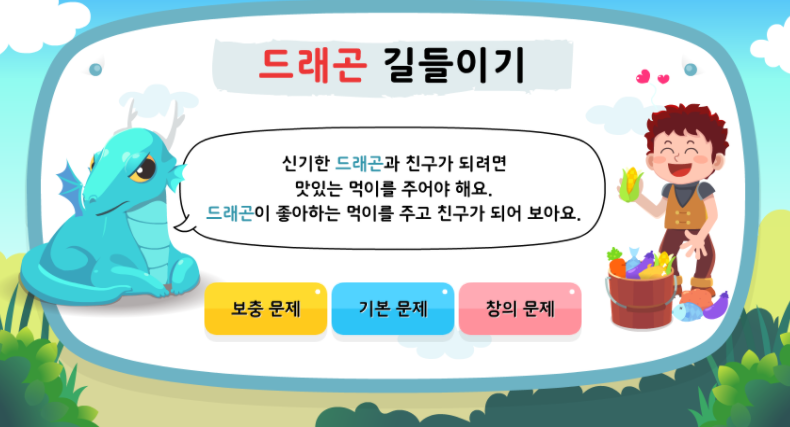 드래곤 길들이기
신기한 드래곤과 친구가 되려면
맛있는 먹이를 주어야 해요.
드래곤이 좋아하는 먹이를 주고 친구가 되어 보아요.
보충 문제
기본 문제
창의 문제